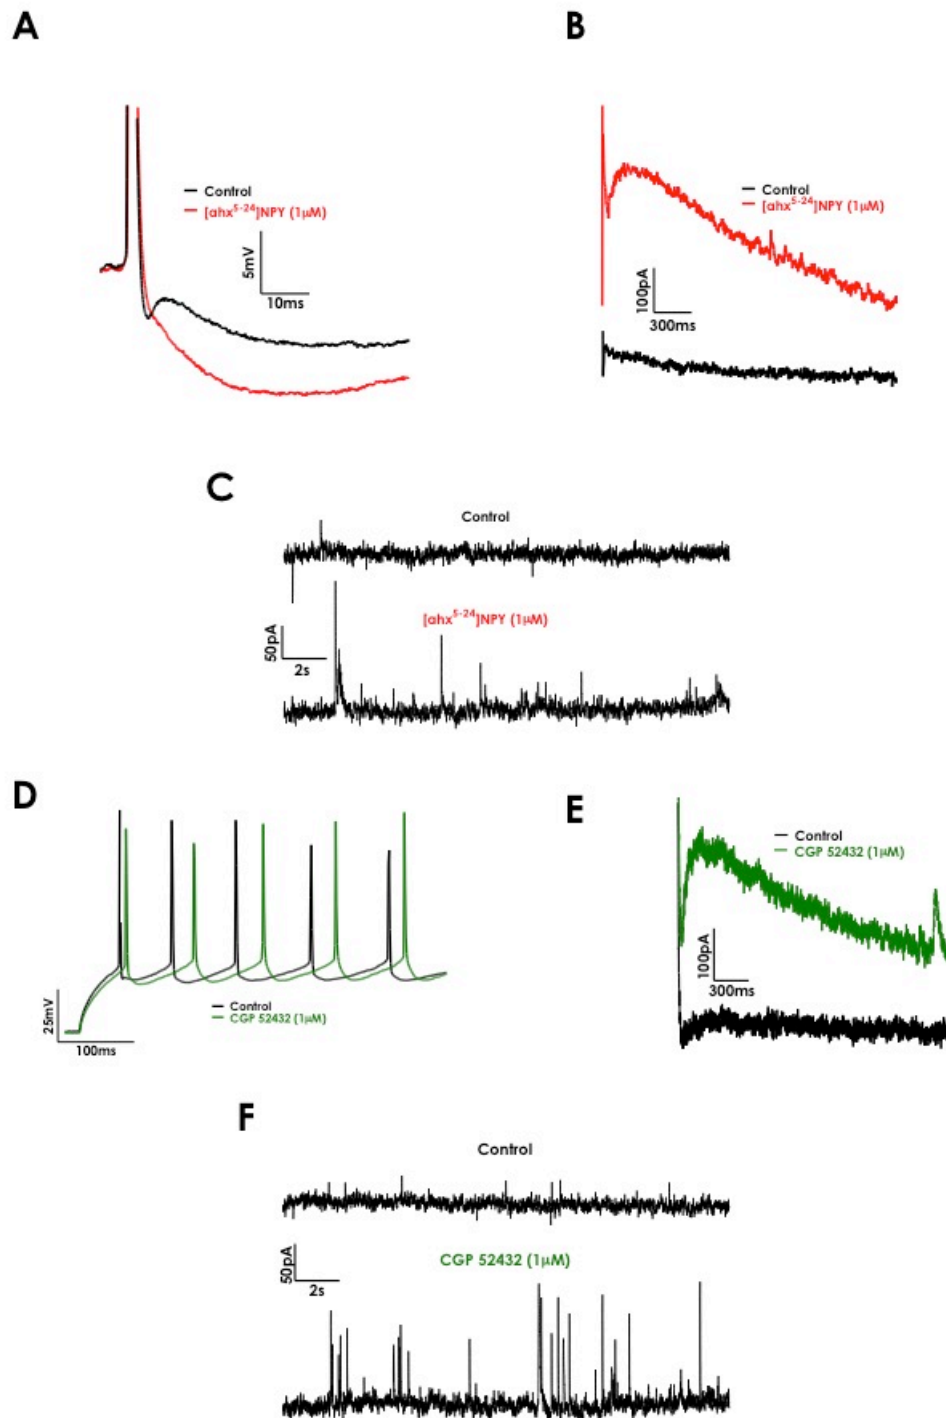 A
Control
[ahx5-24]NPY (1μM)
5mV
10ms
B
Control
[ahx5-24]NPY (1μM)
100pA
300ms
C
Control
[ahx5-24]NPY (1μM)
50pA
2s
D
25mV
100ms
Control
CGP 52432 (1μM)
E
Control
CGP 52432 (1μM)
100pA
300ms
F
Control
CGP 52432 (1μM)
50pA
2s